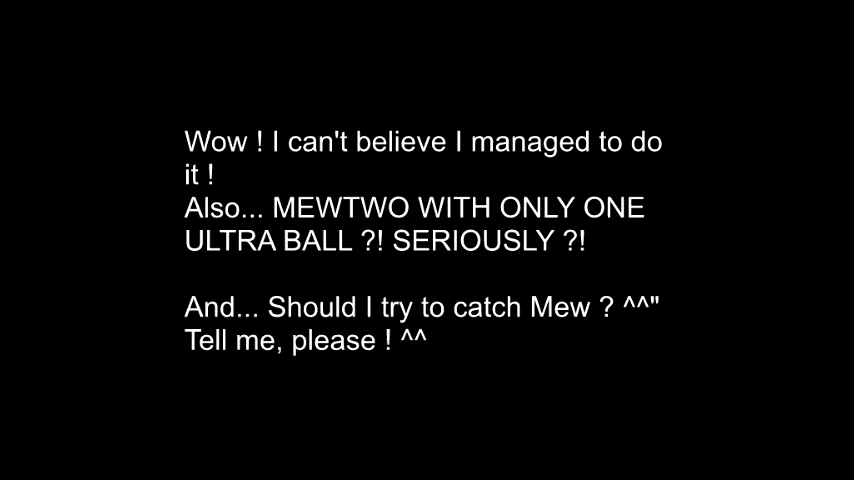 Wow ! I can't believe I managed to do
it !
Also... MEWTWO WITH ONLY ONE
ULTRA BALL ?! SERIOUSLY ?!
And... Should I try to catch Mew ? ^^"
Tell me, please ! ^^